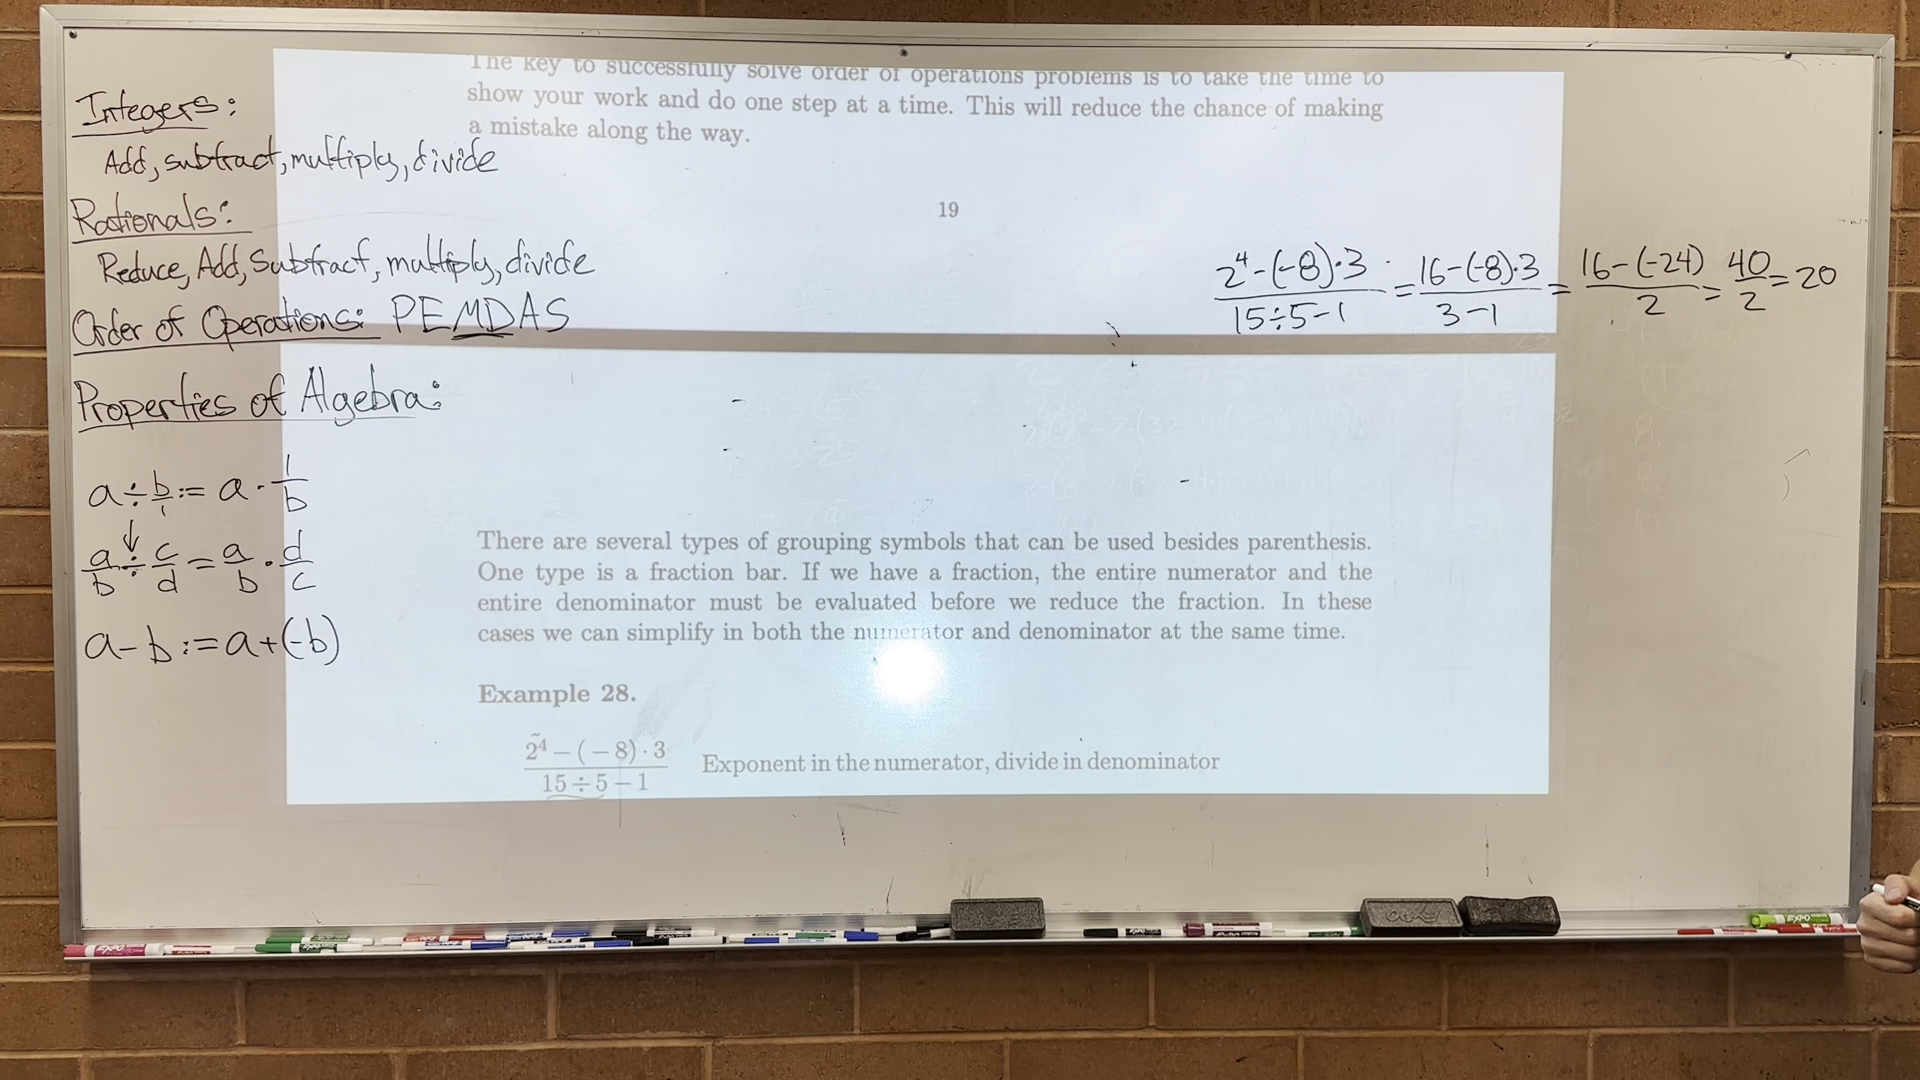 Integers:
Add, subtract, multiply, divide
Rationals:
Reduce, Add, Subtract, multiply, divide
Order of Operations: PEMDAS
Properties of Algebra:
a ÷ b/1 := a · 1/b
a/b ÷ c/d = a/b · d/c
a - b := a + (-b)
The key to successfully solve order of operations problems is to take the time to
show your work and do one step at a time. This will reduce the chance of making
a mistake along the way.
19
(2⁴ - (-8) · 3)/(15 ÷ 5 - 1) = (16 - (-8) · 3)/(3 - 1) = (16 - (-24))/2 = 40/2 = 20
There are several types of grouping symbols that can be used besides parenthesis.
One type is a fraction bar. If we have a fraction, the entire numerator and the
entire denominator must be evaluated before we reduce the fraction. In these
cases we can simplify in both the numerator and denominator at the same time.
Example 28.
(2⁴ - (-8) · 3)/(15 ÷ 5 - 1) Exponent in the numerator, divide in denominator
EXPO
EXPO